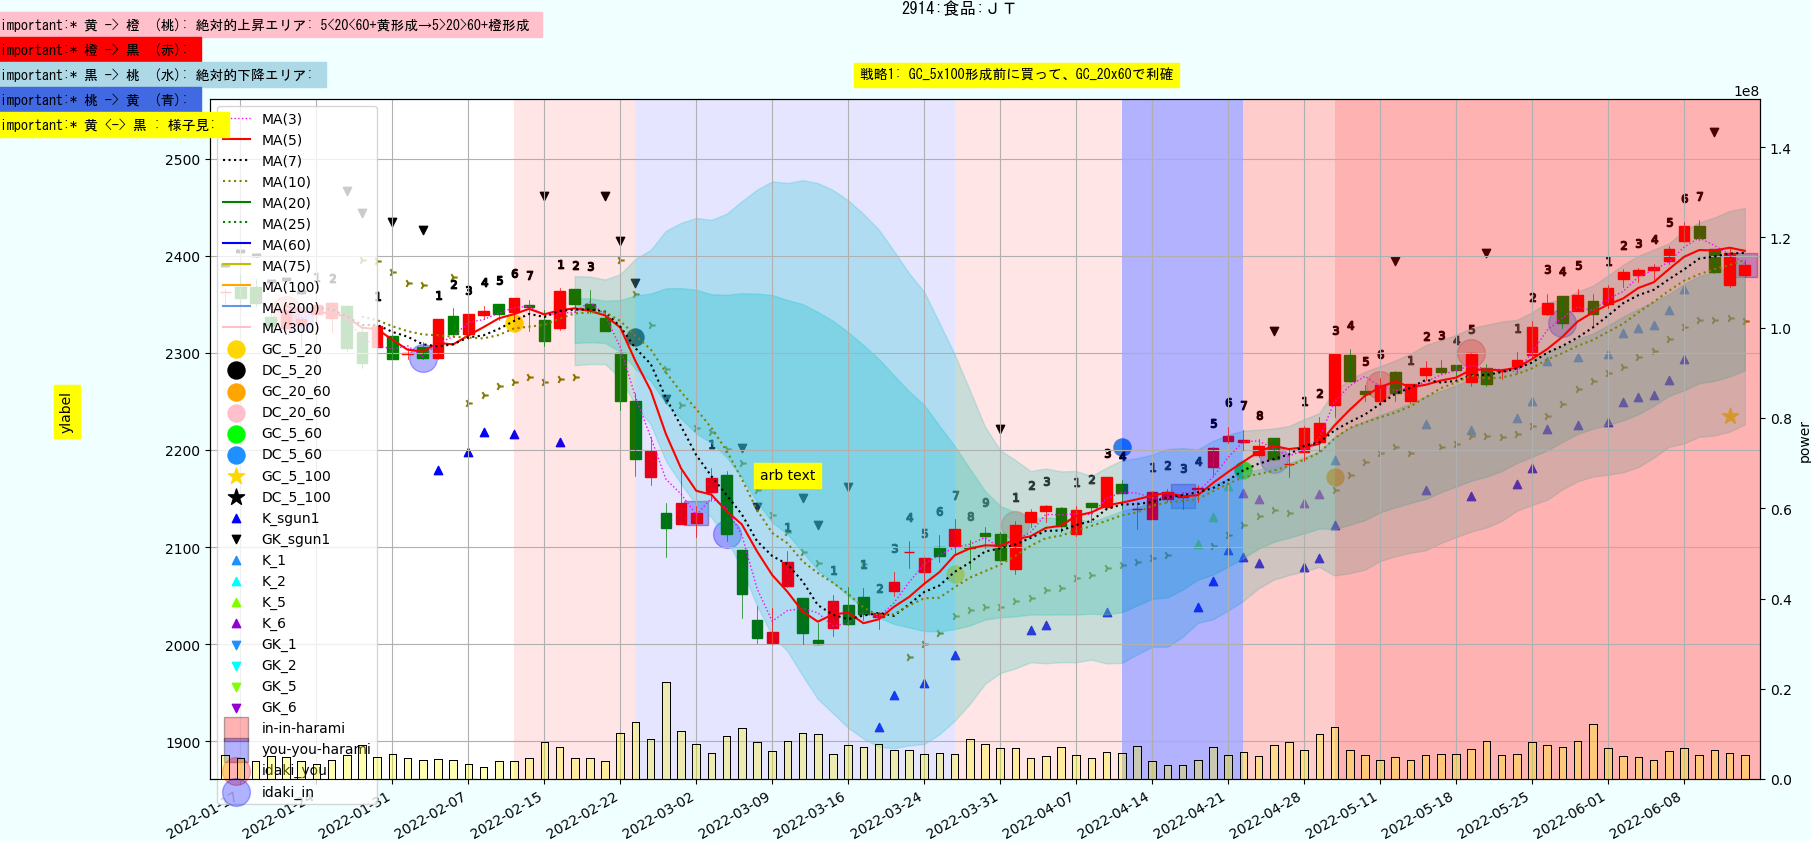 2914:食品:ＪＴ
important:* 黄 -> 橙 (桃): 絶対的上昇エリア: 5<20<60+黄形成→5>20>60+橙形成
important:* 橙 -> 黒 (赤):
important:* 黒 -> 桃 (水): 絶対的下降エリア:
戦略1: GC_5x100形成前に買って、GC_20x60で利確
important:* 桃 -> 黄 (青):
important:* 黄 <-> 黒 : 様子見:
1e8
MA(3)
MA(5)
MA(7)
MA(10)
MA(20)
MA(25)
MA(60)
MA(75)
MA(100)
MA(200)
MA(300)
GC_5_20
DC_5_20
GC_20_60
DC_20_60
GC_5_60
DC_5_60
GC_5_100
DC_5_100
K_sgun1
GK_sgun1
K_1
K_2
K_5
K_6
GK_1
GK_2
GK_5
GK_6
in-in-harami
you-you-harami
idaki_you
idaki_in
2500
2400
2300
2200
2100
2000
1900
ylabel
arb text
1 2 3 4 5 6 7
1 2 3
1.4
1.2
1.0
0.8
0.6
0.4
0.2
0.0
power
2022-01-31
2022-02-07
2022-02-15
2022-02-22
2022-03-02
2022-03-09
2022-03-16
2022-03-24
2022-03-31
2022-04-07
2022-04-14
2022-04-21
2022-04-28
2022-05-11
2022-05-18
2022-05-25
2022-06-01
2022-06-08